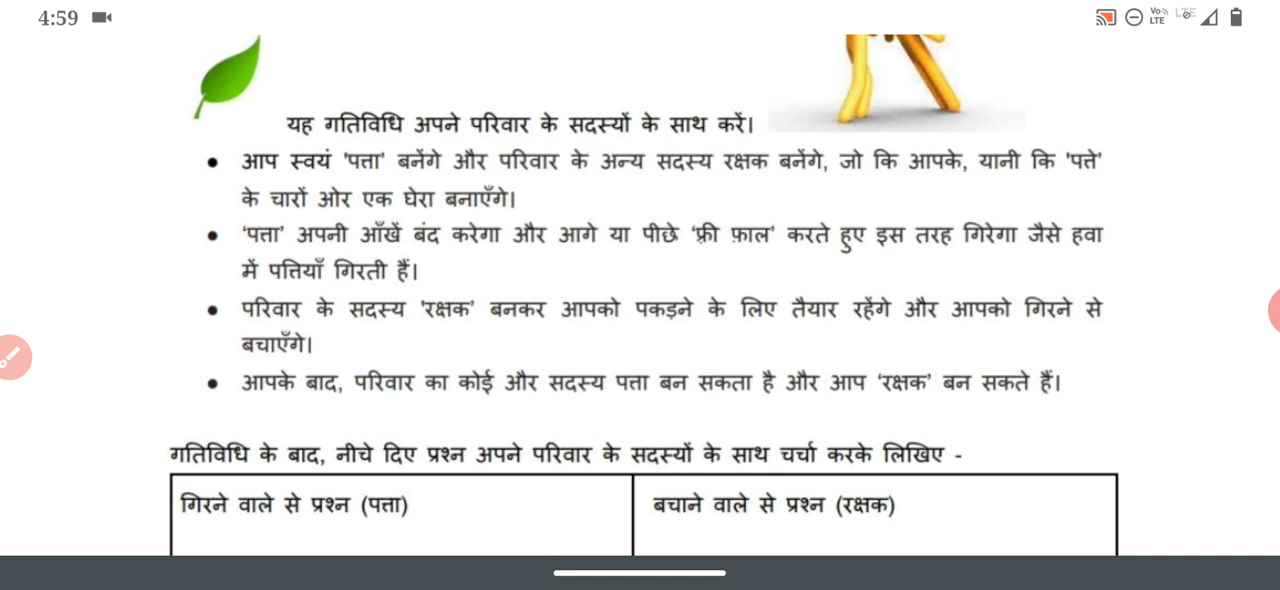 4:59
Vo LTE LTE
यह गतिविधि अपने परिवार के सदस्यों के साथ करें।
● आप स्वयं 'पत्ता' बनेंगे और परिवार के अन्य सदस्य रक्षक बनेंगे, जो कि आपके, यानी कि 'पत्ते'
के चारों ओर एक घेरा बनाएँगे।
● ‘पत्ता’ अपनी आँखें बंद करेगा और आगे या पीछे ‘फ़्री फ़ाल’ करते हुए इस तरह गिरेगा जैसे हवा
में पत्तियाँ गिरती हैं।
● परिवार के सदस्य 'रक्षक’ बनकर आपको पकड़ने के लिए तैयार रहेंगे और आपको गिरने से
बचाएँगे।
● आपके बाद, परिवार का कोई और सदस्य पत्ता बन सकता है और आप ‘रक्षक’ बन सकते हैं।
गतिविधि के बाद, नीचे दिए प्रश्न अपने परिवार के सदस्यों के साथ चर्चा करके लिखिए -
गिरने वाले से प्रश्न (पत्ता)
बचाने वाले से प्रश्न (रक्षक)